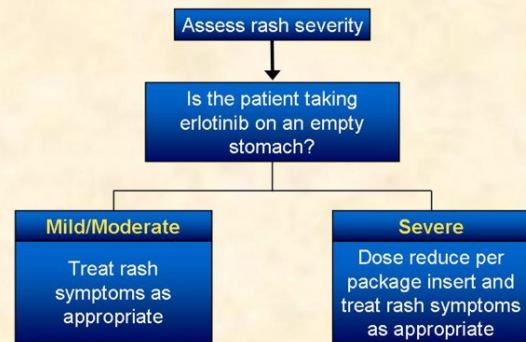 Assess rash severity
Is the patient taking
erlotinib on an empty
stomach?
Mild/Moderate
Treat rash
symptoms as
appropriate
Severe
Dose reduce per
package insert and
treat rash symptoms
as appropriate